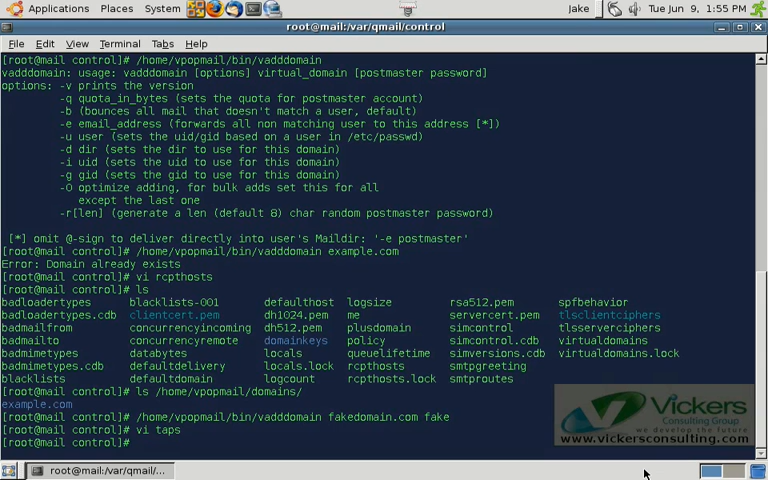 Applications Places System Jake Tue Jun 9, 1:55 PM
root@mail:/var/qmail/control
File Edit View Terminal Tabs Help
[root@mail control]# /home/vpopmail/bin/vadddomain
vadddomain: usage: vadddomain [options] virtual_domain [postmaster password]
options: -v prints the version
-q quota_in_bytes (sets the quota for postmaster account)
-b (bounces all mail that doesn't match a user, default)
-e email_address (forwards all non matching user to this address [*])
-u user (sets the uid/gid based on a user in /etc/passwd)
-d dir (sets the dir to use for this domain)
-i uid (sets the uid to use for this domain)
-g gid (sets the gid to use for this domain)
-O optimize adding, for bulk adds set this for all
except the last one
-r[len] (generate a len (default 8) char random postmaster password)
[*] omit @-sign to deliver directly into user's Maildir: '-e postmaster'
[root@mail control]# /home/vpopmail/bin/vadddomain example.com
Error: Domain already exists
[root@mail control]# vi rcpthosts
[root@mail control]# ls
badloadertypes blacklists-001 defaulthost logsize rsa512.pem spfbehavior
badloadertypes.cdb clientcert.pem dh1024.pem me servercert.pem tlsclientciphers
badmailfrom concurrencyincoming dh512.pem plusdomain simcontrol tlsserverciphers
badmailto concurrencyremote domainkeys policy simcontrol.cdb virtualdomains
badmimetypes databytes locals queuelifetime simversions.cdb virtualdomains.lock
badmimetypes.cdb defaultdelivery locals.lock rcpthosts smtpgreeting
blacklists defaultdomain logcount rcpthosts.lock smtproutes
[root@mail control]# ls /home/vpopmail/domains/
example.com
[root@mail control]# /home/vpopmail/bin/vadddomain fakedomain.com fake
[root@mail control]# vi taps
[root@mail control]#
Vickers
Consulting Group
we develop the future
www.vickersconsulting.com
root@mail:/var/qmail/...